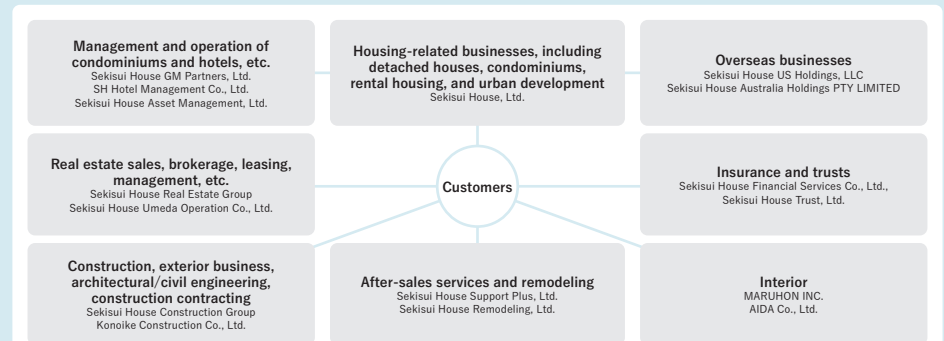 Management and operation of
condominiums and hotels, etc.
Sekisui House GM Partners, Ltd.
SH Hotel Management Co., Ltd.
Sekisui House Asset Management, Ltd.
Housing-related businesses, including
detached houses, condominiums,
rental housing, and urban development
Sekisui House, Ltd.
Overseas businesses
Sekisui House US Holdings, LLC
Sekisui House Australia Holdings PTY LIMITED
Real estate sales, brokerage, leasing,
management, etc.
Sekisui House Real Estate Group
Sekisui House Umeda Operation Co., Ltd.
Customers
Insurance and trusts
Sekisui House Financial Services Co., Ltd.,
Sekisui House Trust, Ltd.
Construction, exterior business,
architectural/civil engineering,
construction contracting
Sekisui House Construction Group
Konoike Construction Co., Ltd.
After-sales services and remodeling
Sekisui House Support Plus, Ltd.
Sekisui House Remodeling, Ltd.
Interior
MARUHON INC.
AIDA Co., Ltd.